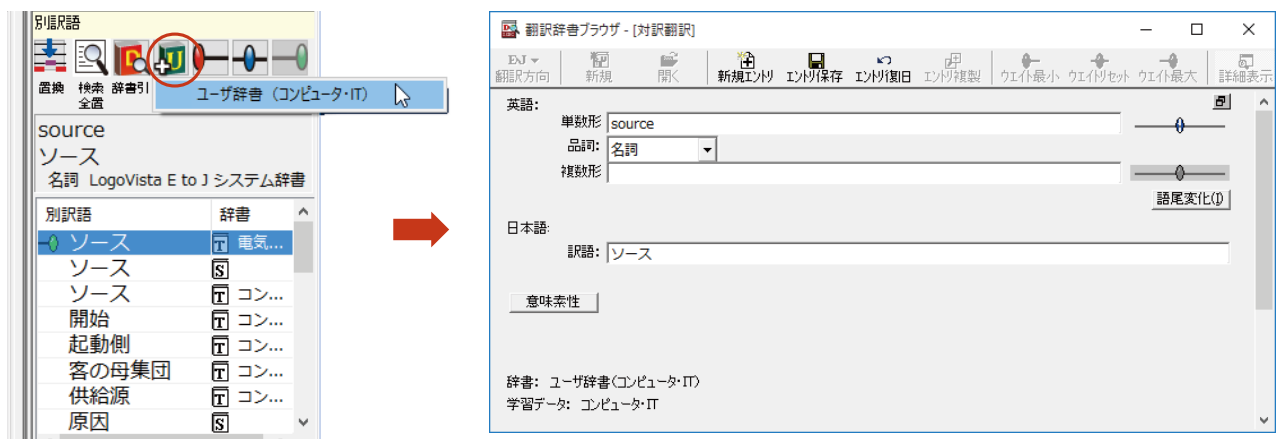 別訳語
置換 検索 全置 辞書引
ユーザ辞書（コンピュータ・IT）
source
ソース
名詞 LogoVista E to J システム辞書
別訳語 辞書
ソース T 電気...
ソース S
ソース T コン...
開始 T コン...
起動側 T コン...
客の母集団 T コン...
供給源 T コン...
原因 S
翻訳辞書ブラウザ - [対訳翻訳]
EJ
翻訳方向 新規 開く 新規エントリ エントリ保存 エントリ復旧 エントリ複製 ウエイト最小 ウエイトセット ウエイト最大 詳細表示
英語:
単数形 source
品詞: 名詞
複数形
語尾変化(I)
日本語:
訳語: ソース
意味素性
辞書: ユーザ辞書(コンピュータ・IT)
学習データ: コンピュータ・IT